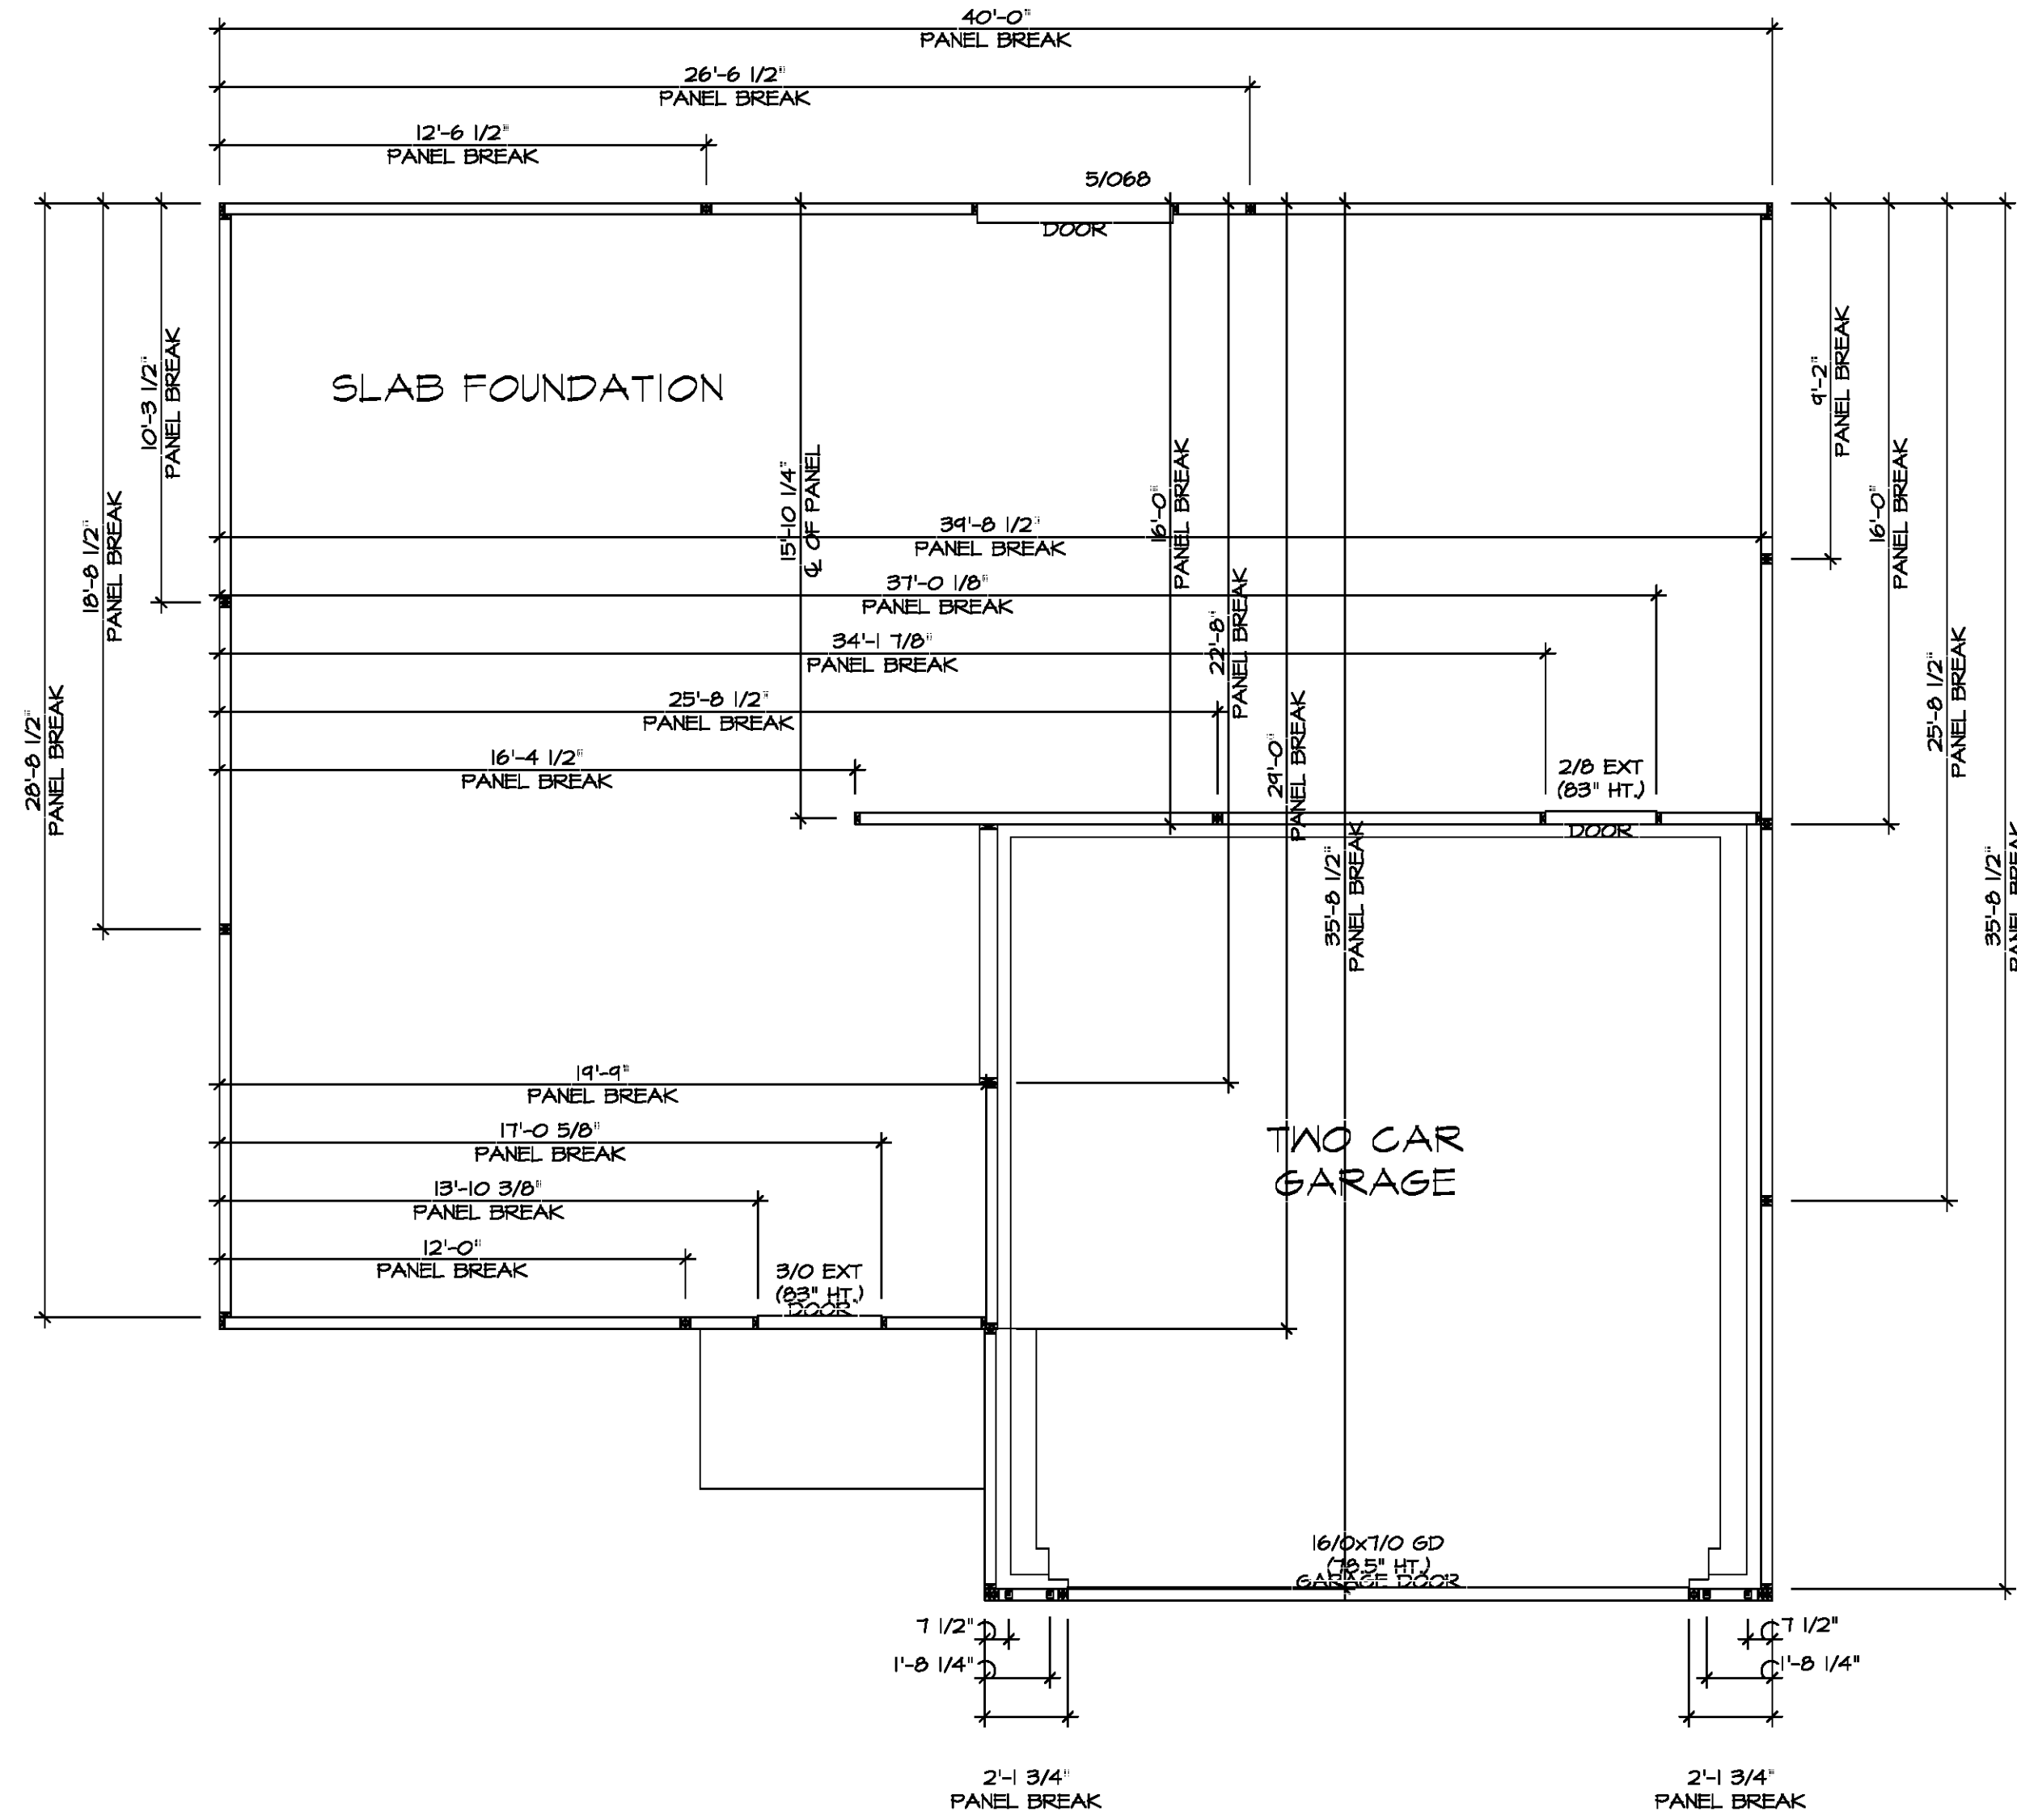 40'-0"
PANEL BREAK
26'-6 1/2"
PANEL BREAK
12'-6 1/2"
PANEL BREAK
5/068
DOOR
SLAB FOUNDATION
10'-3 1/2"
PANEL BREAK
18'-8 1/2"
PANEL BREAK
28'-8 1/2"
PANEL BREAK
15'-10 1/4"
℄ OF PANEL
16'-0"
PANEL BREAK
22'-8"
PANEL BREAK
29'-0"
PANEL BREAK
35'-8 1/2"
PANEL BREAK
9'-2"
PANEL BREAK
16'-0"
PANEL BREAK
25'-8 1/2"
PANEL BREAK
35'-8 1/2"
PANEL BREAK
39'-8 1/2"
PANEL BREAK
37'-0 1/8"
PANEL BREAK
34'-1 7/8"
PANEL BREAK
25'-8 1/2"
PANEL BREAK
16'-4 1/2"
PANEL BREAK
2/8 EXT
(83" HT.)
DOOR
19'-9"
PANEL BREAK
17'-0 5/8"
PANEL BREAK
13'-10 3/8"
PANEL BREAK
12'-0"
PANEL BREAK
3/0 EXT
(83" HT.)
DOOR
TWO CAR
GARAGE
16/0x7/0 GD
(78.5" HT.)
GARAGE DOOR
7 1/2"
1'-8 1/4"
2'-1 3/4"
PANEL BREAK
7 1/2"
1'-8 1/4"
2'-1 3/4"
PANEL BREAK